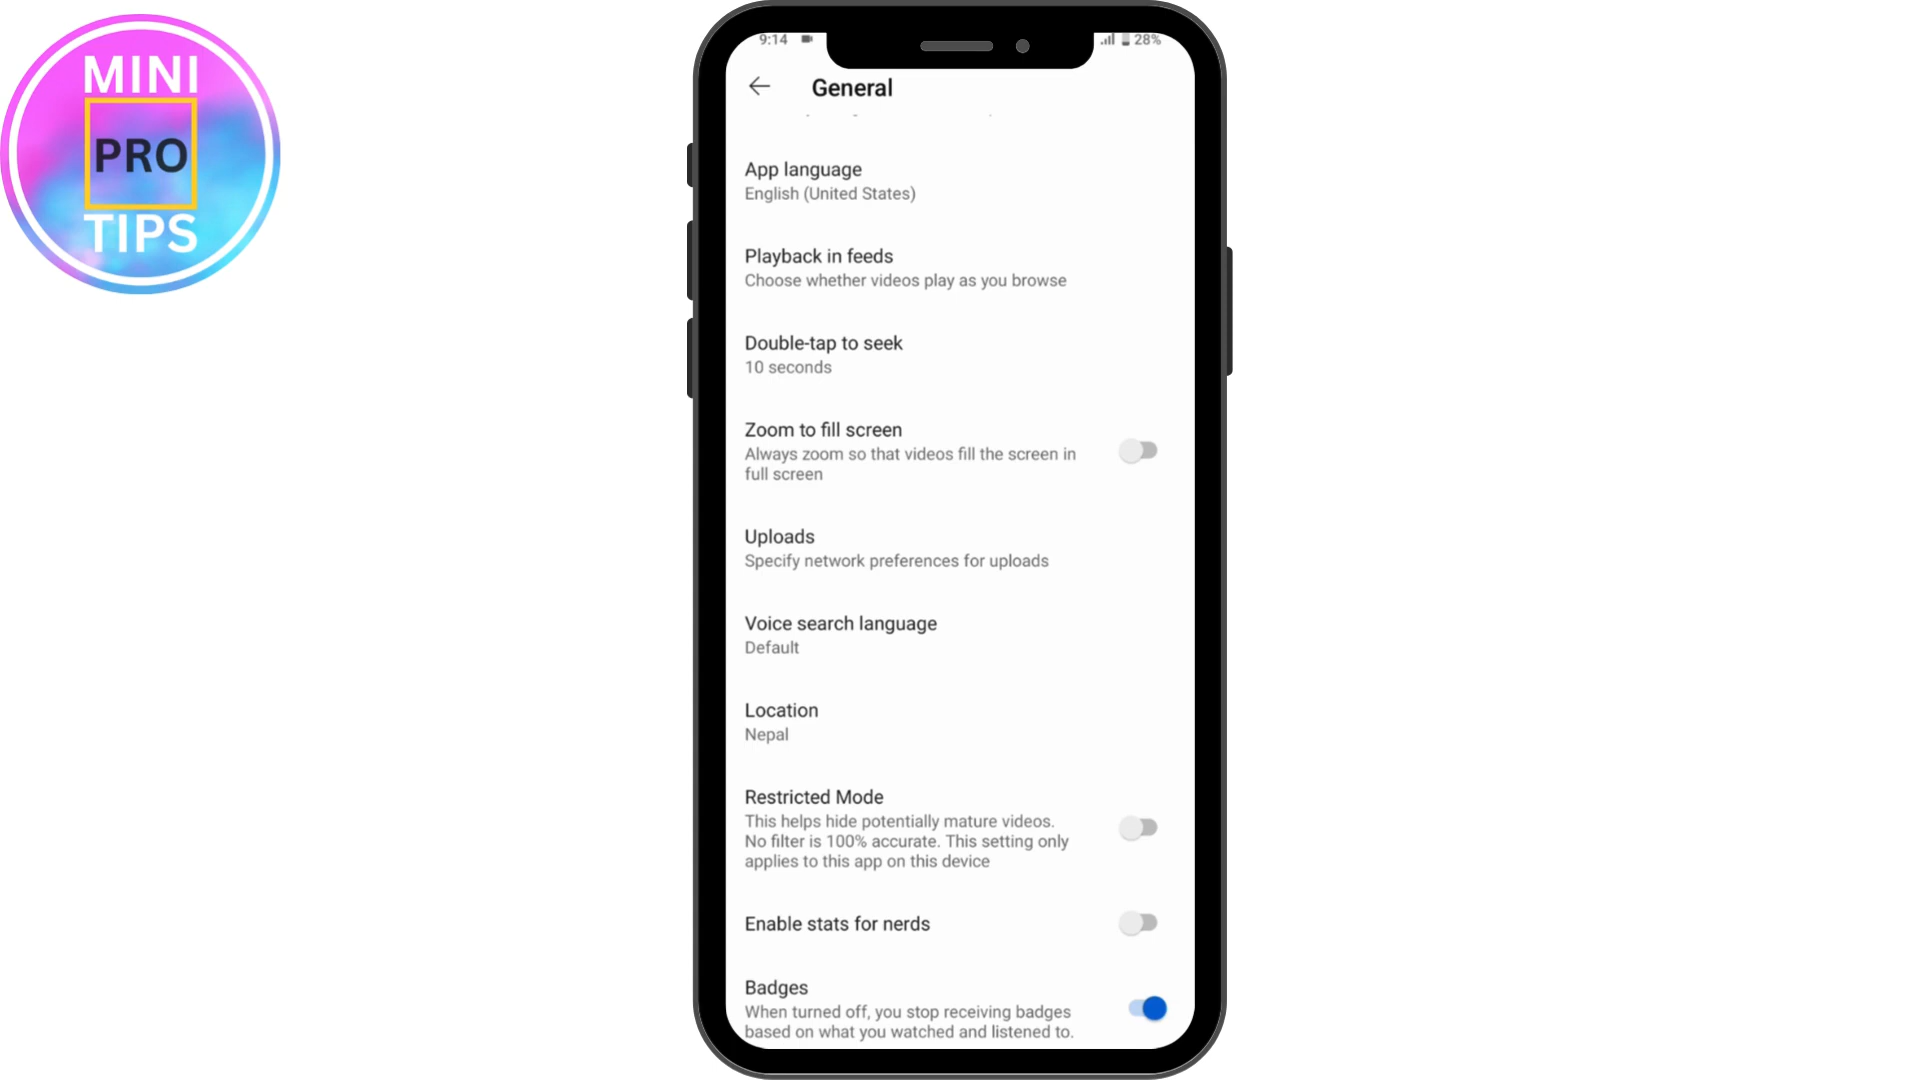 MINI
PRO
TIPS
9:14
28%
General
App language
English (United States)
Playback in feeds
Choose whether videos play as you browse
Double-tap to seek
10 seconds
Zoom to fill screen
Always zoom so that videos fill the screen in
full screen
Uploads
Specify network preferences for uploads
Voice search language
Default
Location
Nepal
Restricted Mode
This helps hide potentially mature videos.
No filter is 100% accurate. This setting only
applies to this app on this device
Enable stats for nerds
Badges
When turned off, you stop receiving badges
based on what you watched and listened to.